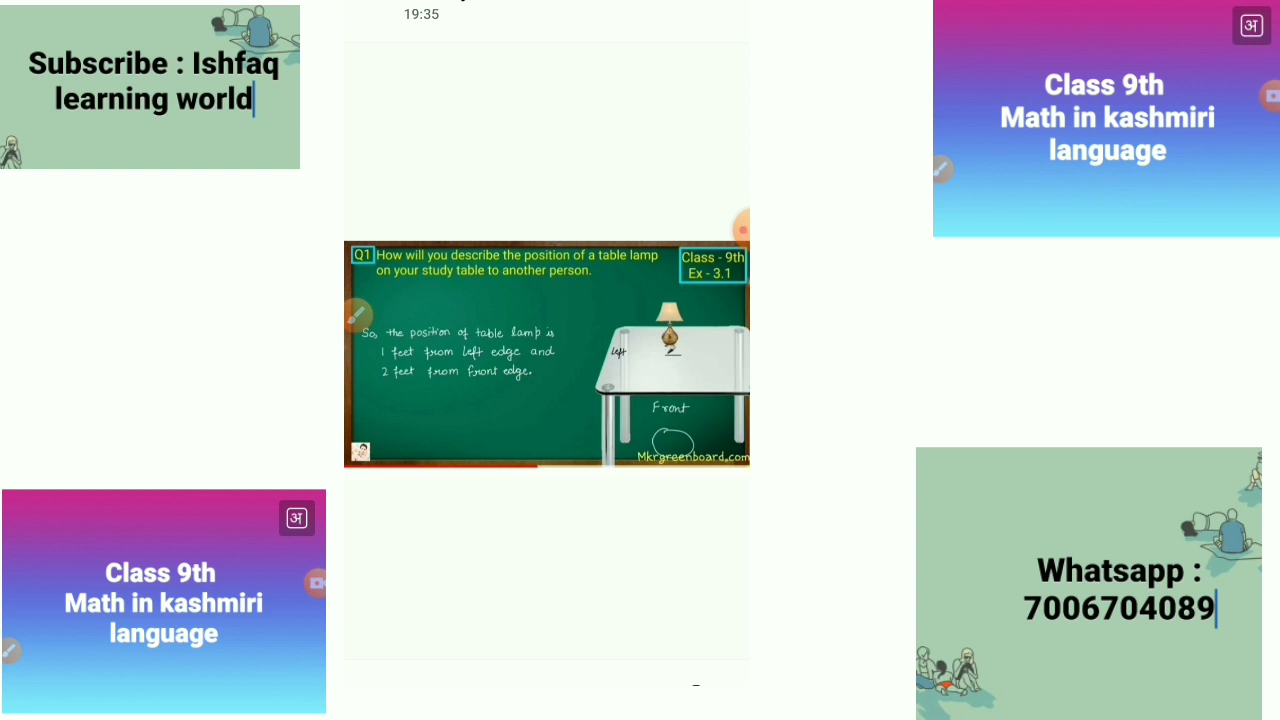 19:35
Subscribe : Ishfaq
learning world
अ
Class 9th
Math in kashmiri
language
Q1 How will you describe the position of a table lamp
on your study table to another person.
Class - 9th
Ex - 3.1
So, the position of table lamp is
1 feet from left edge and
2 feet from front edge.
left
Front
Mkrgreenboard.com
अ
Class 9th
Math in kashmiri
language
Whatsapp :
7006704089